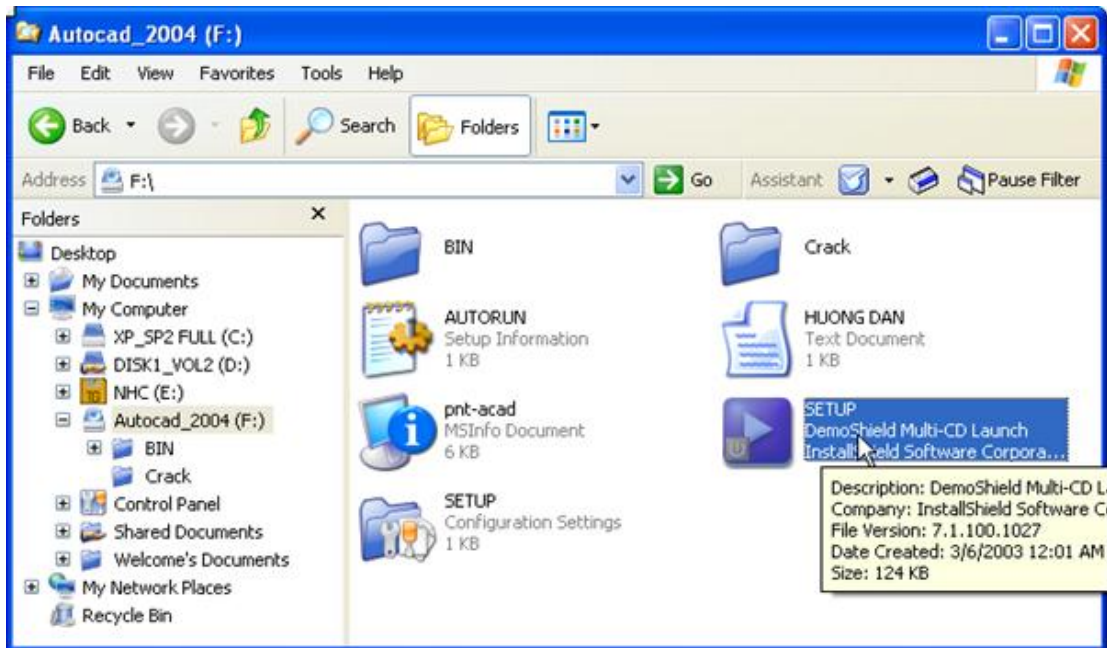 Autocad_2004 (F:)
File Edit View Favorites Tools Help
Back Search Folders
Address F:\ Go Assistant Pause Filter
Folders
Desktop
My Documents
My Computer
XP_SP2 FULL (C:)
DISK1_VOL2 (D:)
NHC (E:)
Autocad_2004 (F:)
BIN
Crack
Control Panel
Shared Documents
Welcome's Documents
My Network Places
Recycle Bin
BIN
Crack
AUTORUN
Setup Information
1 KB
HUONG DAN
Text Document
1 KB
pnt-acad
MSInfo Document
6 KB
SETUP
DemoShield Multi-CD Launch
InstallShield Software Corpora...
SETUP
Configuration Settings
1 KB
Description: DemoShield Multi-CD L
Company: InstallShield Software C
File Version: 7.1.100.1027
Date Created: 3/6/2003 12:01 AM
Size: 124 KB